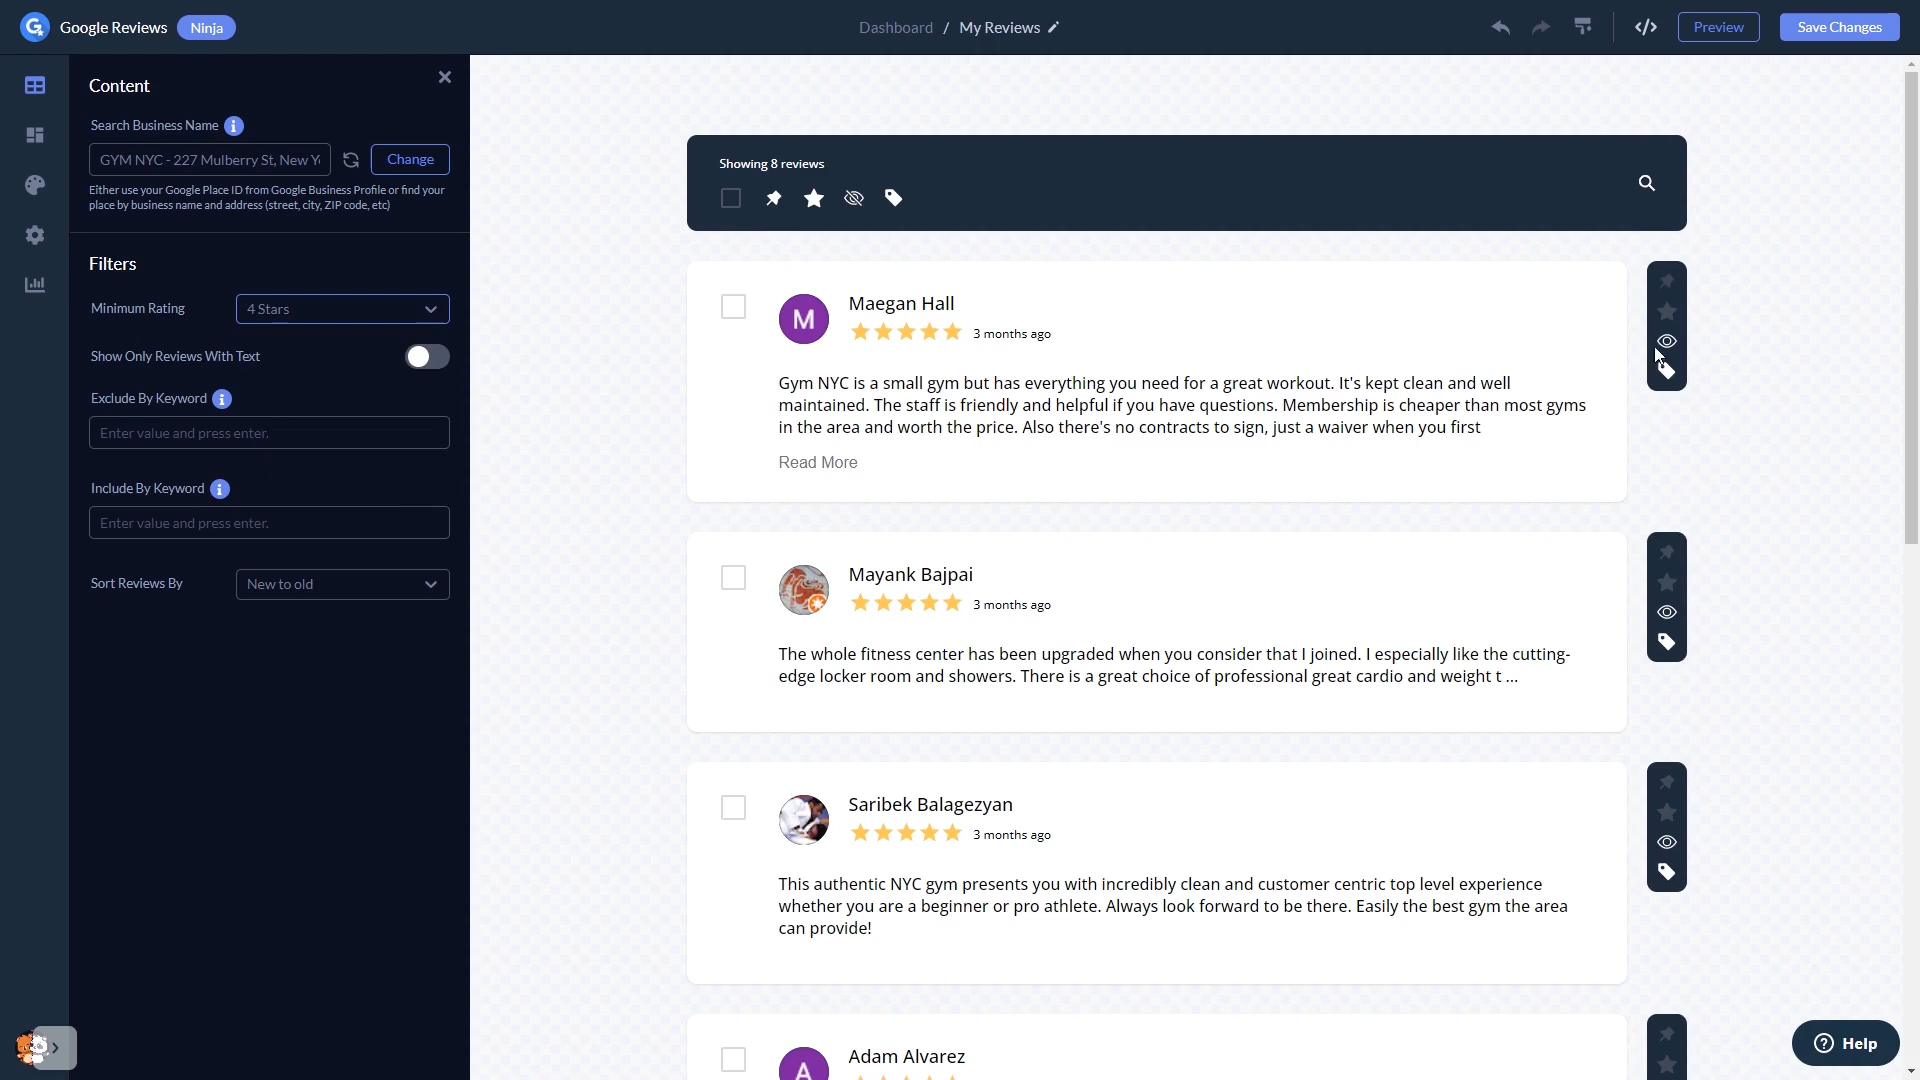 Google Reviews Ninja
Dashboard / My Reviews
Preview
Save Changes
Content
Search Business Name
GYM NYC - 227 Mulberry St, New Y
Change
Either use your Google Place ID from Google Business Profile or find your
place by business name and address (street, city, ZIP code, etc)
Filters
Minimum Rating
4 Stars
Show Only Reviews With Text
Exclude By Keyword
Enter value and press enter.
Include By Keyword
Enter value and press enter.
Sort Reviews By
New to old
Showing 8 reviews
M
Maegan Hall
3 months ago
Gym NYC is a small gym but has everything you need for a great workout. It's kept clean and well
maintained. The staff is friendly and helpful if you have questions. Membership is cheaper than most gyms
in the area and worth the price. Also there's no contracts to sign, just a waiver when you first
Read More
Mayank Bajpai
3 months ago
The whole fitness center has been upgraded when you consider that I joined. I especially like the cutting-
edge locker room and showers. There is a great choice of professional great cardio and weight t ...
Saribek Balagezyan
3 months ago
This authentic NYC gym presents you with incredibly clean and customer centric top level experience
whether you are a beginner or pro athlete. Always look forward to be there. Easily the best gym the area
can provide!
A
Adam Alvarez
Help